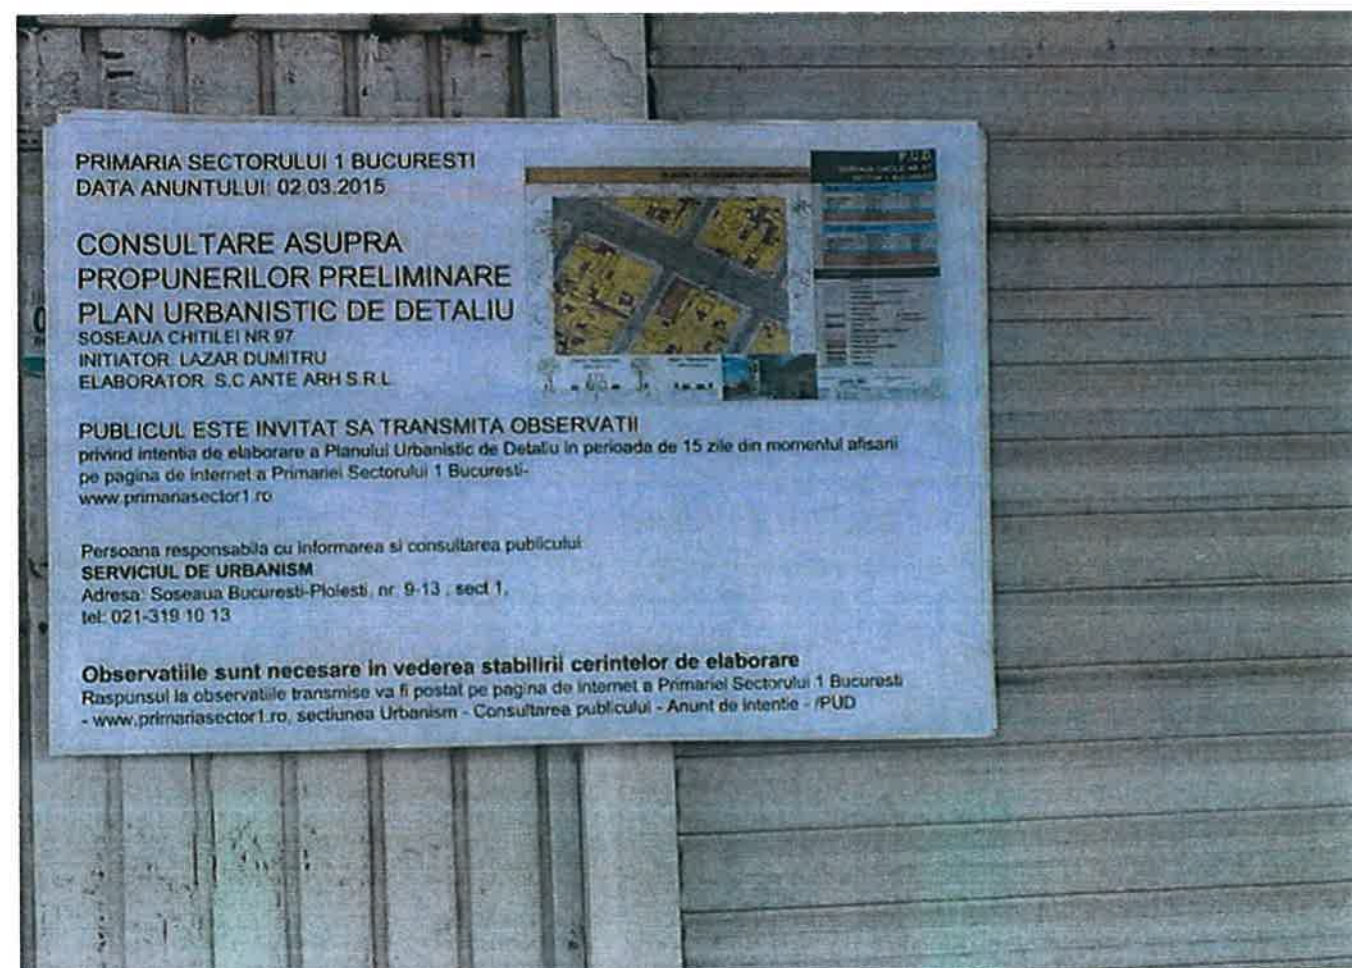 PRIMARIA SECTORULUI 1 BUCURESTI
DATA ANUNTULUI: 02.03.2015
CONSULTARE ASUPRA
PROPUNERILOR PRELIMINARE
PLAN URBANISTIC DE DETALIU
SOSEAUA CHITILEI NR 97
INITIATOR LAZAR DUMITRU
ELABORATOR S.C ANTE ARH S.R.L
PUBLICUL ESTE INVITAT SA TRANSMITA OBSERVATII
privind intentia de elaborare a Planului Urbanistic de Detaliu in perioada de 15 zile din momentul afisarii
pe pagina de internet a Primariei Sectorului 1 Bucuresti-
www.primariasector1.ro
Persoana responsabila cu informarea si consultarea publicului
SERVICIUL DE URBANISM
Adresa: Soseaua Bucuresti-Ploiesti, nr. 9-13, sect 1,
tel: 021-319 10 13
Observatiile sunt necesare in vederea stabilirii cerintelor de elaborare
Raspunsul la observatiile transmise va fi postat pe pagina de internet a Primariei Sectorului 1 Bucuresti
- www.primariasector1.ro, sectiunea Urbanism - Consultarea publicului - Anunt de intentie - /PUD